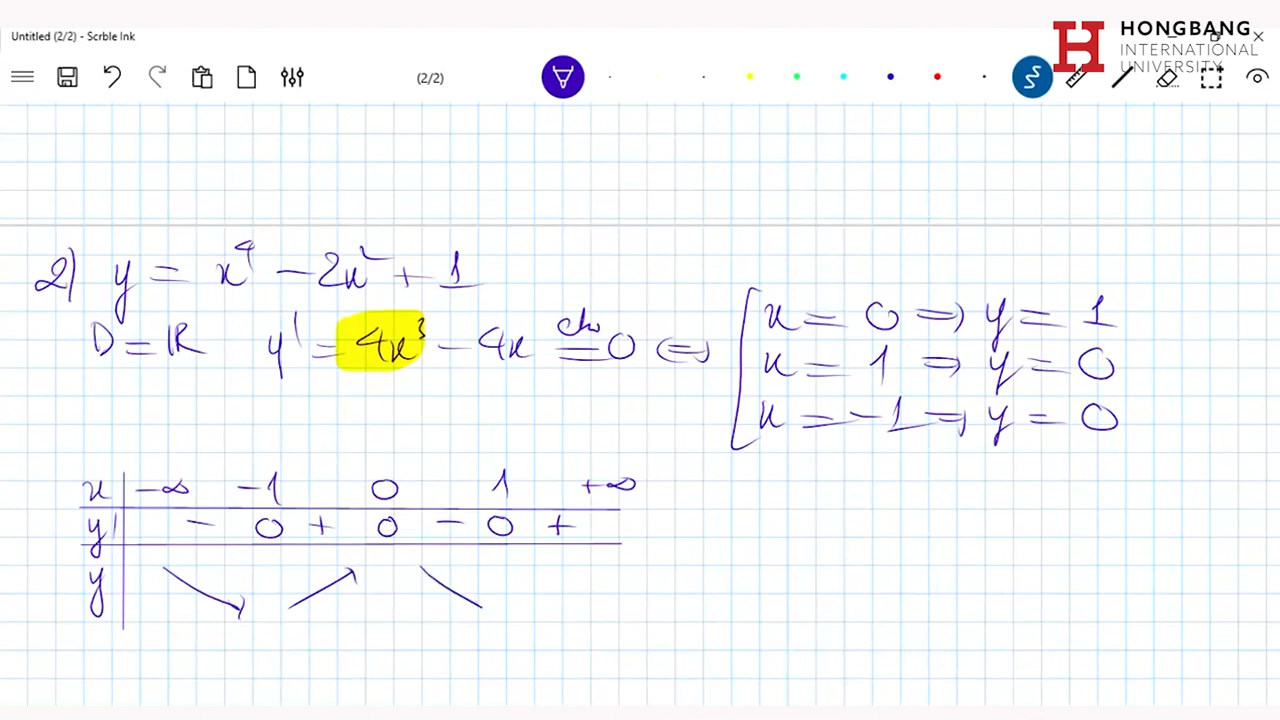 Untitled (2/2) - Scrble Ink
HONGBANG
INTERNATIONAL
UNIVERSITY
(2/2)
2) y = x⁴ - 2x² + 1
D = ℝ y' = 4x³ - 4x = 0 ⇔
x = 0 ⇒ y = 1
x = 1 ⇒ y = 0
x = -1 ⇒ y = 0
x -∞ -1 0 1 +∞
y' - 0 + 0 - 0 +
y